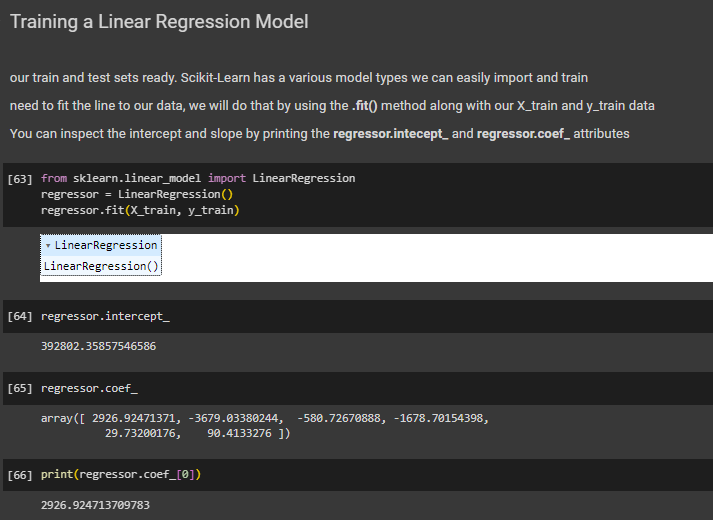 Training a Linear Regression Model
our train and test sets ready. Scikit-Learn has a various model types we can easily import and train
need to fit the line to our data, we will do that by using the .fit() method along with our X_train and y_train data
You can inspect the intercept and slope by printing the regressor.intecept_ and regressor.coef_ attributes
[63] from sklearn.linear_model import LinearRegression
regressor = LinearRegression()
regressor.fit(X_train, y_train)
▾ LinearRegression
LinearRegression()
[64] regressor.intercept_
392802.35857546586
[65] regressor.coef_
array([ 2926.92471371, -3679.03380244,  -580.72670888, -1678.70154398,
29.73200176,    90.4133276 ])
[66] print(regressor.coef_[0])
2926.924713709783